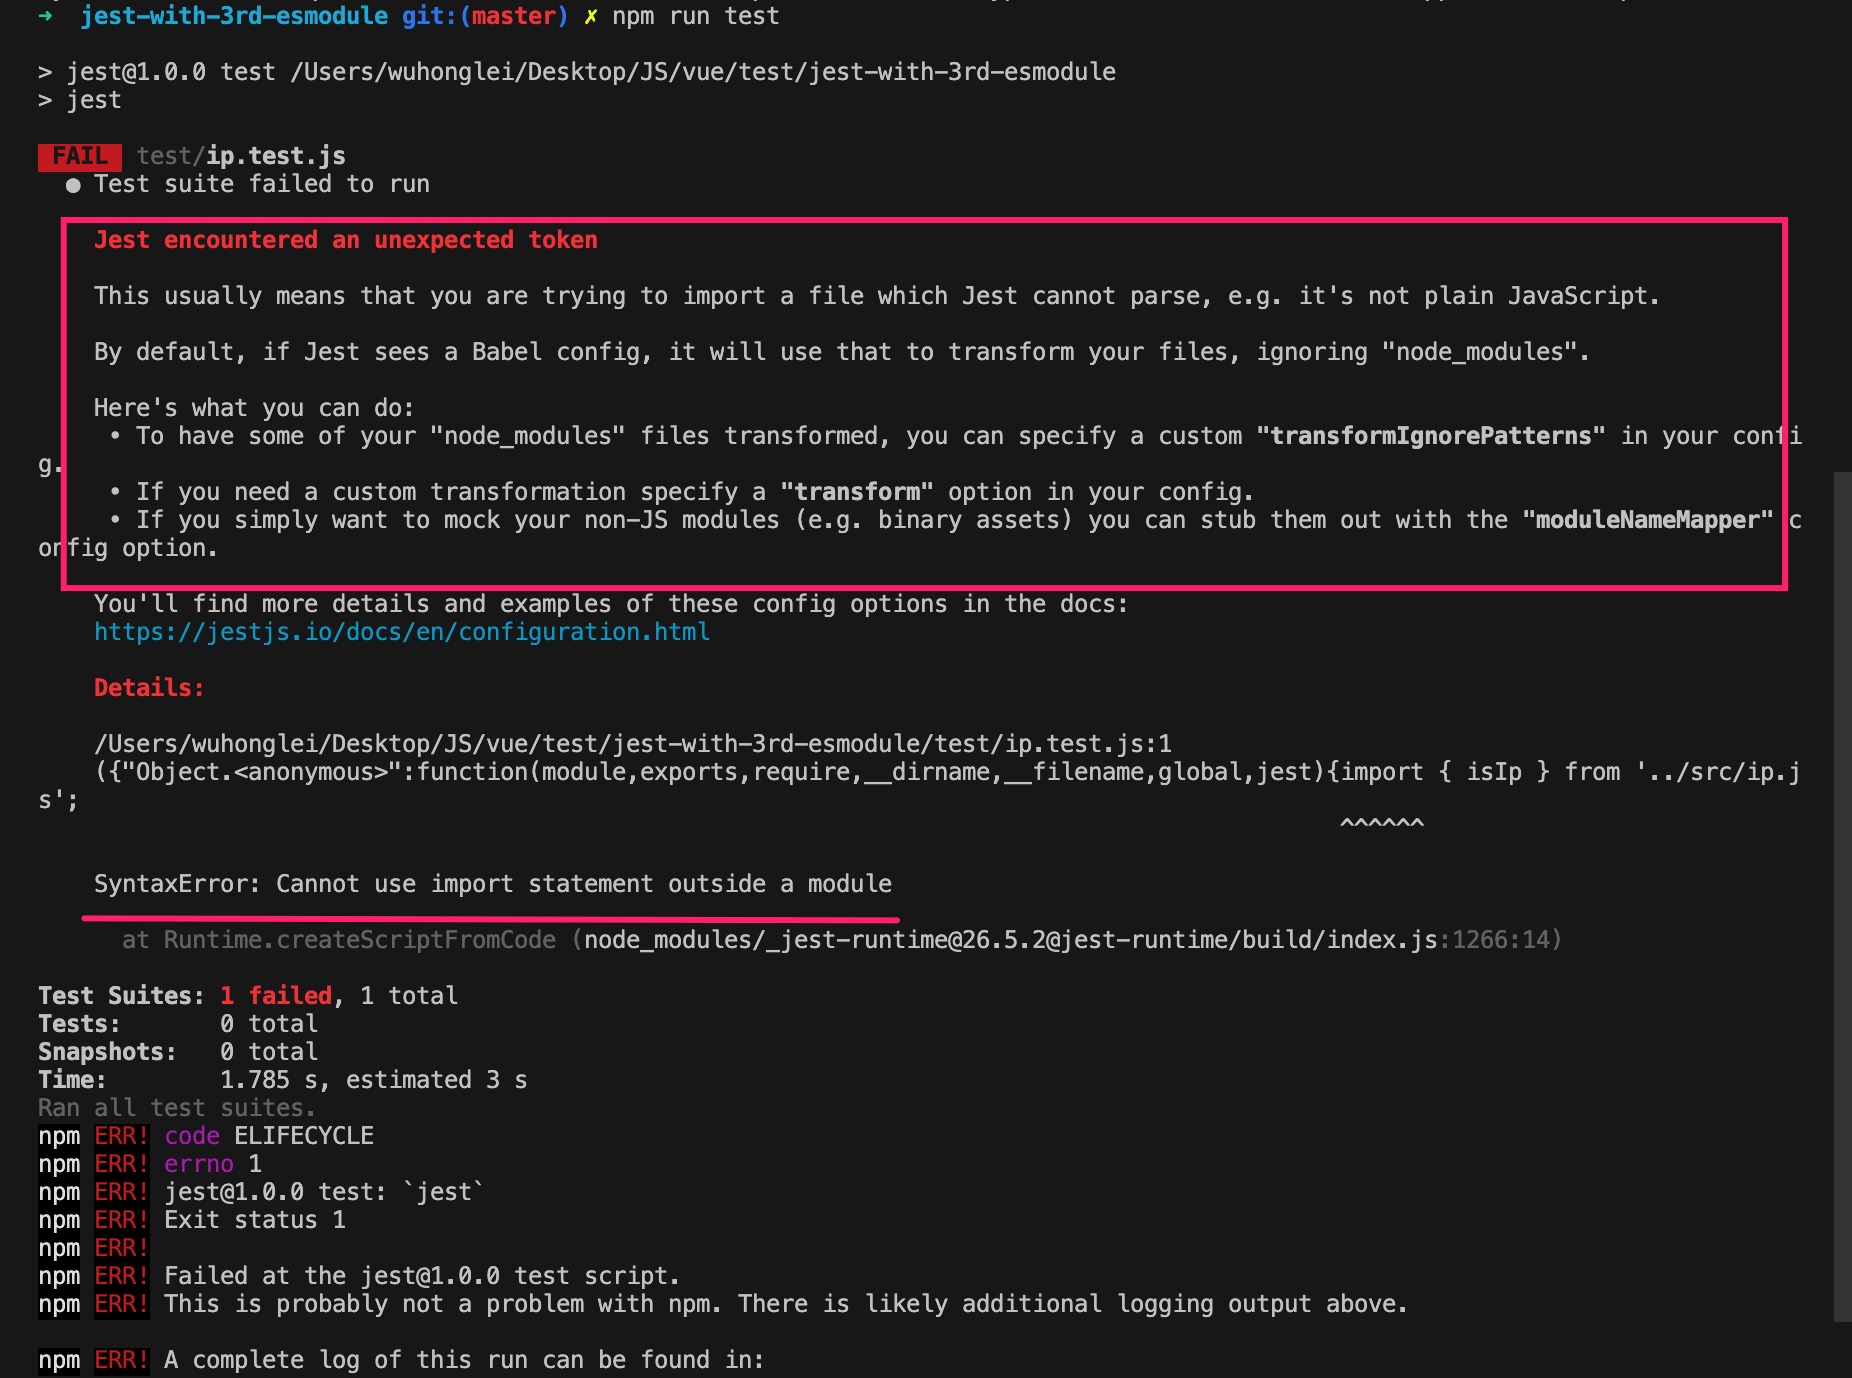 ➜  jest-with-3rd-esmodule git:(master) ✗ npm run test
> jest@1.0.0 test /Users/wuhonglei/Desktop/JS/vue/test/jest-with-3rd-esmodule
> jest
FAIL  test/ip.test.js
● Test suite failed to run
Jest encountered an unexpected token
This usually means that you are trying to import a file which Jest cannot parse, e.g. it's not plain JavaScript.
By default, if Jest sees a Babel config, it will use that to transform your files, ignoring "node_modules".
Here's what you can do:
• To have some of your "node_modules" files transformed, you can specify a custom "transformIgnorePatterns" in your confi
g.
• If you need a custom transformation specify a "transform" option in your config.
• If you simply want to mock your non-JS modules (e.g. binary assets) you can stub them out with the "moduleNameMapper" c
onfig option.
You'll find more details and examples of these config options in the docs:
https://jestjs.io/docs/en/configuration.html
Details:
/Users/wuhonglei/Desktop/JS/vue/test/jest-with-3rd-esmodule/test/ip.test.js:1
({"Object.<anonymous>":function(module,exports,require,__dirname,__filename,global,jest){import { isIp } from '../src/ip.j
s';
^^^^^^
SyntaxError: Cannot use import statement outside a module
at Runtime.createScriptFromCode (node_modules/_jest-runtime@26.5.2@jest-runtime/build/index.js:1266:14)
Test Suites: 1 failed, 1 total
Tests:       0 total
Snapshots:   0 total
Time:        1.785 s, estimated 3 s
Ran all test suites.
npm ERR! code ELIFECYCLE
npm ERR! errno 1
npm ERR! jest@1.0.0 test: `jest`
npm ERR! Exit status 1
npm ERR!
npm ERR! Failed at the jest@1.0.0 test script.
npm ERR! This is probably not a problem with npm. There is likely additional logging output above.
npm ERR! A complete log of this run can be found in: